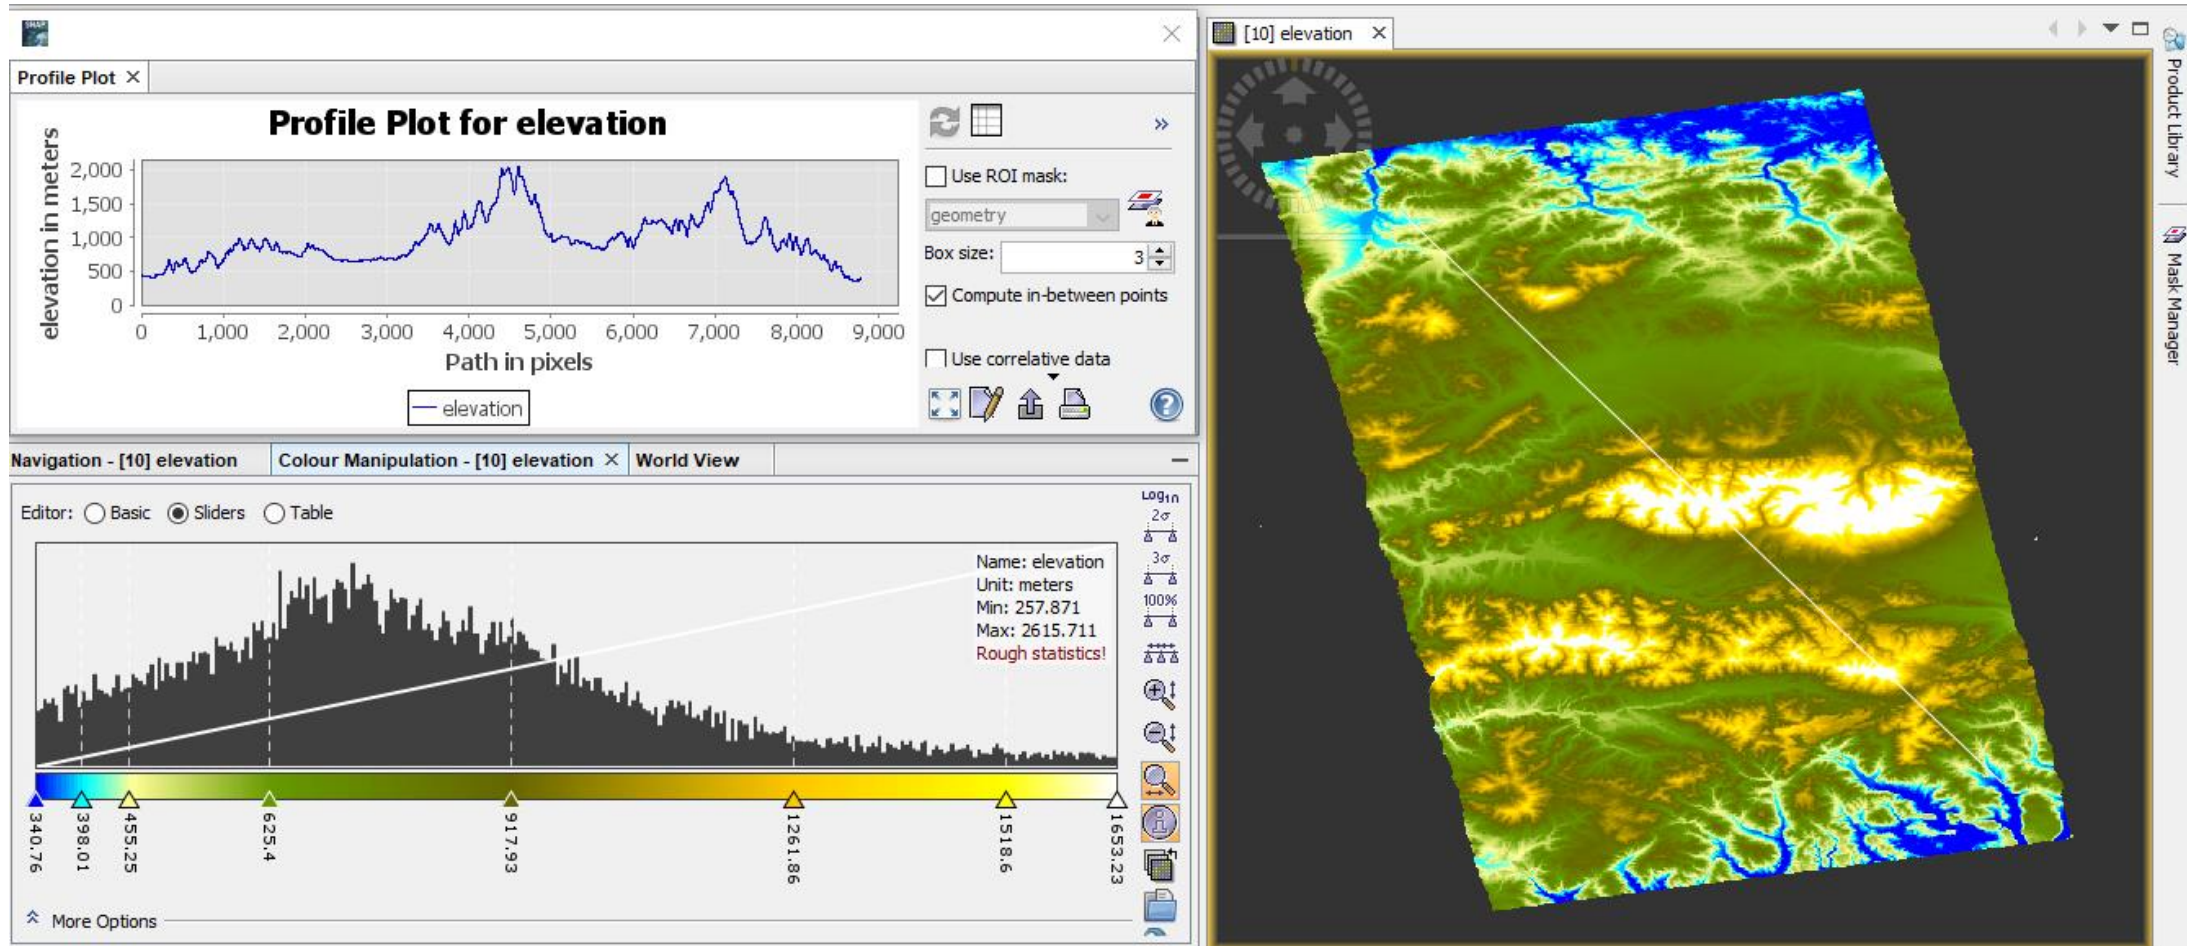 SNAP
Profile Plot
Profile Plot for elevation
elevation in meters
2,000
1,500
1,000
500
0
0 1,000 2,000 3,000 4,000 5,000 6,000 7,000 8,000 9,000
Path in pixels
elevation
»
Use ROI mask:
geometry
Box size: 3
Compute in-between points
Use correlative data
Navigation - [10] elevation
Colour Manipulation - [10] elevation
World View
Editor: Basic Sliders Table
Name: elevation
Unit: meters
Min: 257.871
Max: 2615.711
Rough statistics!
340.76 398.01 455.25 625.4 917.93 1261.86 1518.6 1653.23
More Options
Log10
2σ
3σ
100%
[10] elevation
Product Library
Mask Manager